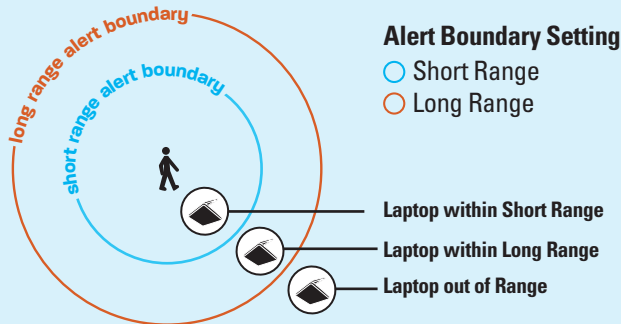 long range alert boundary
short range alert boundary
Alert Boundary Setting
Short Range
Long Range
Laptop within Short Range
Laptop within Long Range
Laptop out of Range